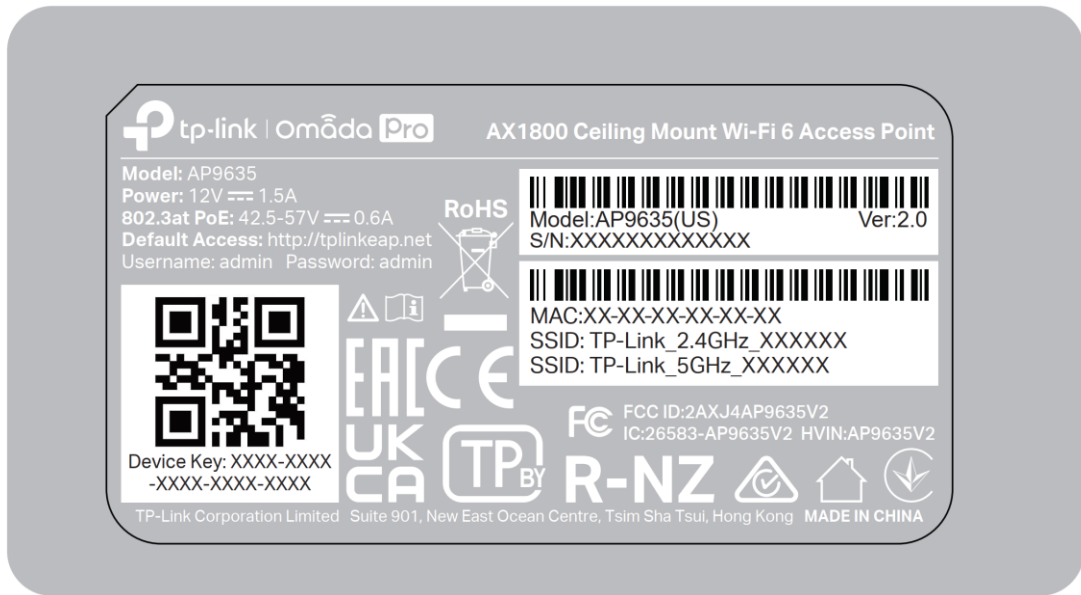 tp-link | omāda Pro
AX1800 Ceiling Mount Wi-Fi 6 Access Point
Model: AP9635
Power: 12V ⎓ 1.5A
802.3at PoE: 42.5-57V ⎓ 0.6A
Default Access: http://tplinkeap.net
Username: admin Password: admin
RoHS
Model:AP9635(US) Ver:2.0
S/N:XXXXXXXXXXXXX
MAC:XX-XX-XX-XX-XX-XX
SSID: TP-Link_2.4GHz_XXXXXX
SSID: TP-Link_5GHz_XXXXXX
Device Key: XXXX-XXXX
-XXXX-XXXX-XXXX
EAC
CE
UK
CA
TP
BY
FC
FCC ID:2AXJ4AP9635V2
IC:26583-AP9635V2 HVIN:AP9635V2
R-NZ
TP-Link Corporation Limited Suite 901, New East Ocean Centre, Tsim Sha Tsui, Hong Kong MADE IN CHINA